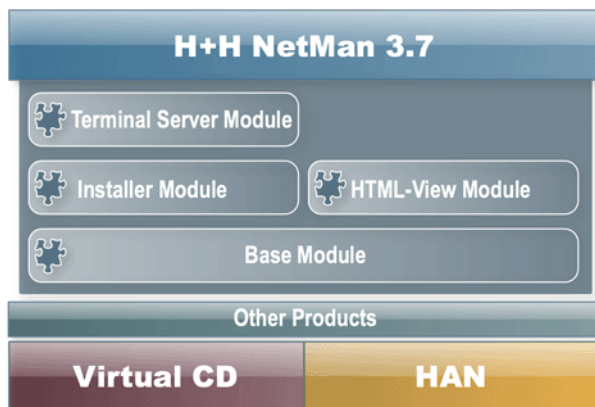 H+H NetMan 3.7
Terminal Server Module
Installer Module
HTML-View Module
Base Module
Other Products
Virtual CD
HAN